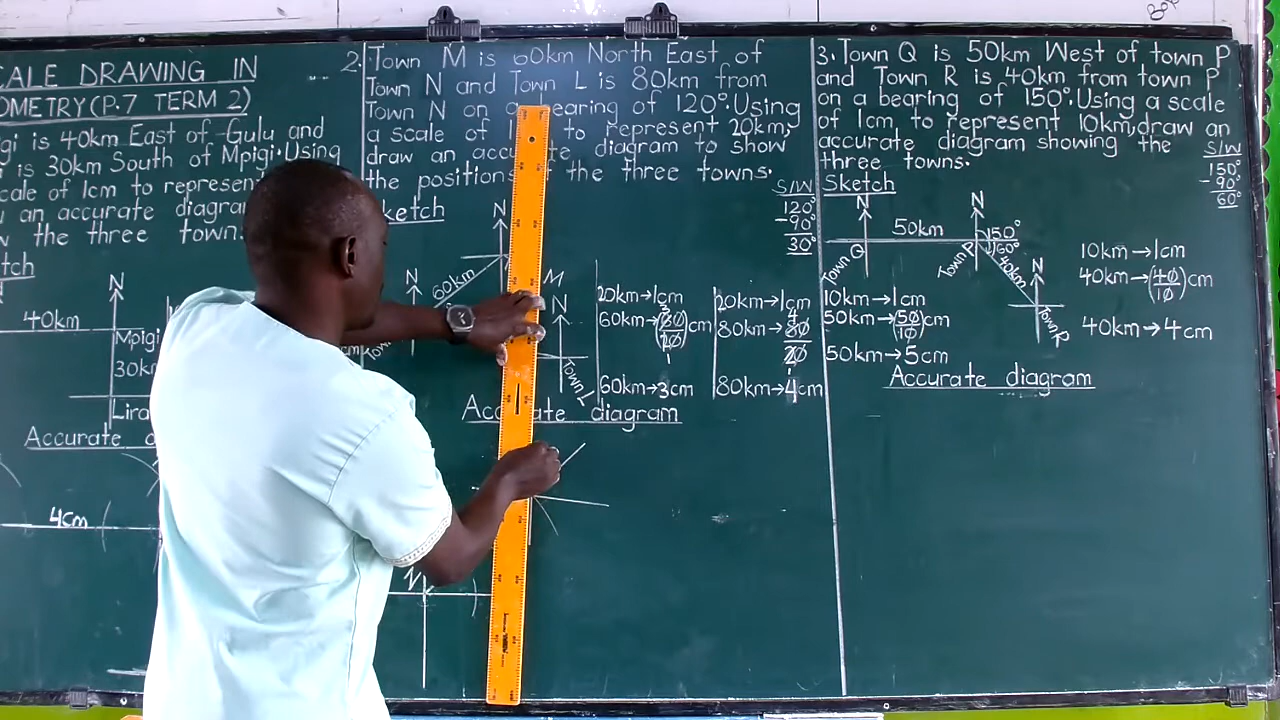 CALE DRAWING IN
OMETRY(P.7 TERM 2)
gi is 40km East of Gulu and
is 30km South of Mpigi. Using
cale of 1cm to represent
an accurate diagra
the three town.
tch
N
40km
Mpigi
30km
Lira
Accurate
4cm
2. Town M is 60km North East of
Town N and Town L is 80km from
Town N on a bearing of 120°. Using
a scale of 1 to represent 20km,
draw an accurate diagram to show
the positions the three towns.
S/W
120°
-90°
30°
ketch
N
N
60km
M
N
Town L
20km→1cm
60km→(60/20)cm
60km→3cm
20km→1cm
80km→80/20
80km→4cm
Accurate diagram
N
3. Town Q is 50km West of town P
and Town R is 40km from town P
on a bearing of 150°. Using a scale
of 1cm to represent 10km, draw an
accurate diagram showing the
three towns.
S/W
150°
-90°
60°
Sketch
N
N
50km
150°
60°
Town Q
Town P
40km
N
10km→1cm
40km→(40/10)cm
40km→4cm
10km→1cm
50km→(50/10)cm
50km→5cm
Accurate diagram